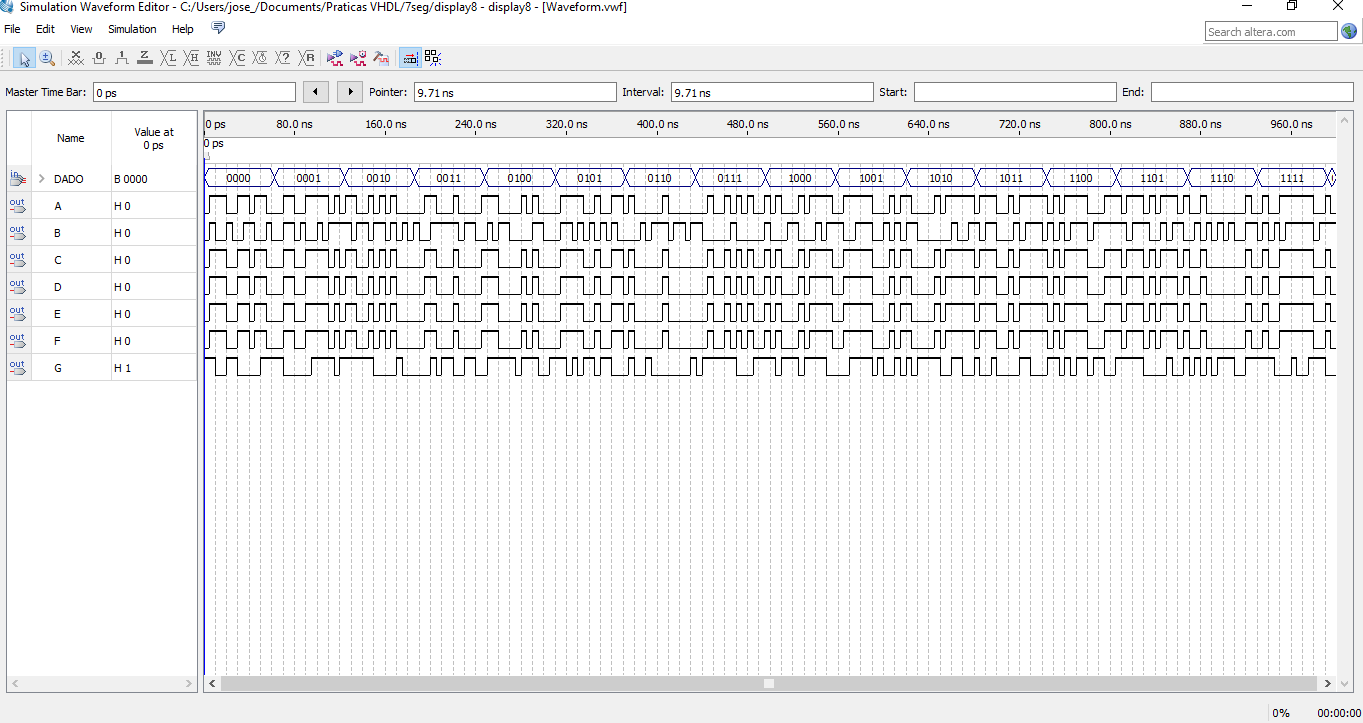 Simulation Waveform Editor - C:/Users/jose_/Documents/Praticas VHDL/7seg/display8 - display8 - [Waveform.vwf]
File Edit View Simulation Help
Search altera.com
Master Time Bar: 0 ps Pointer: 9.71 ns Interval: 9.71 ns Start: End:
Name Value at 0 ps
0 ps 80.0 ns 160.0 ns 240.0 ns 320.0 ns 400.0 ns 480.0 ns 560.0 ns 640.0 ns 720.0 ns 800.0 ns 880.0 ns 960.0 ns
0 ps
in DADO B 0000 0000 0001 0010 0011 0100 0101 0110 0111 1000 1001 1010 1011 1100 1101 1110 1111
out A H 0
out B H 0
out C H 0
out D H 0
out E H 0
out F H 0
out G H 1
0% 00:00:00